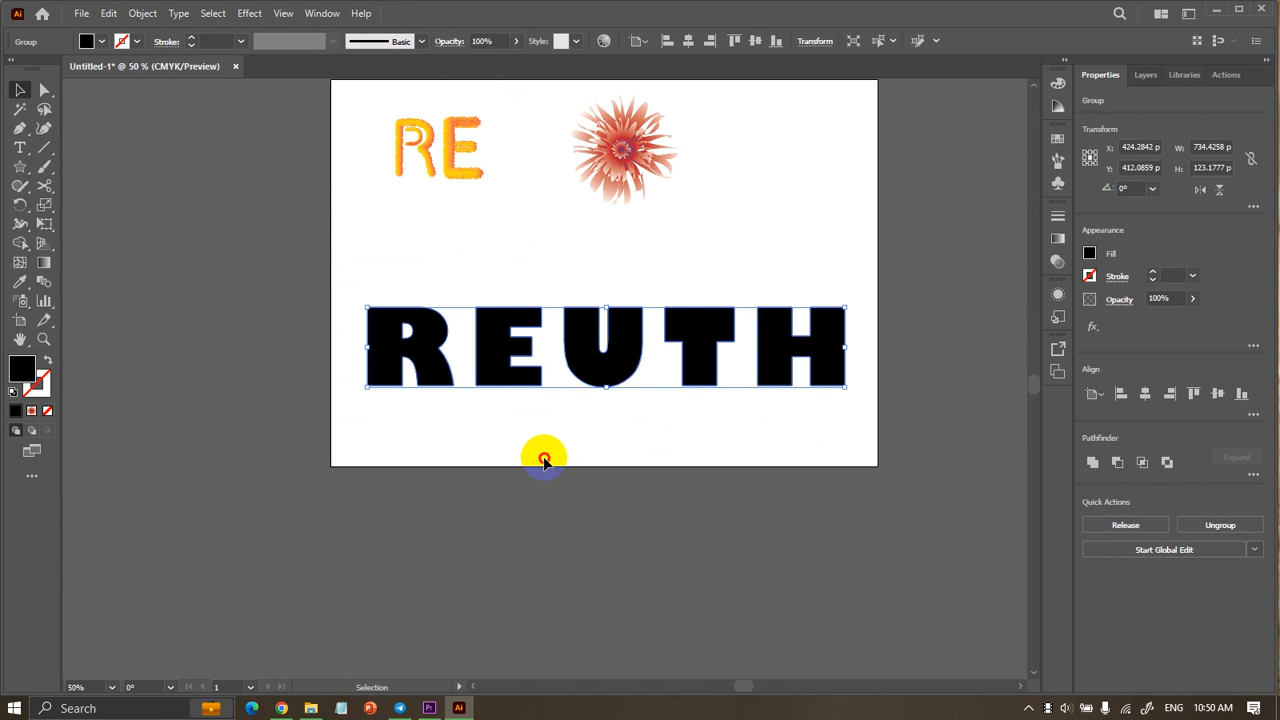 Ai File Edit Object Type Select Effect View Window Help
Group Stroke: Basic Opacity: 100% Style: Transform
Untitled-1* @ 50 % (CMYK/Preview) ×
RE
REUTH
Properties Layers Libraries Actions
Group
Transform
X: 424.2842 p W: 734.4258 p
Y: 412.0859 p H: 123.1777 p
0°
Appearance
Fill
Stroke
Opacity 100%
fx.
Align
Pathfinder
Expand
Quick Actions
Release Ungroup
Start Global Edit
50% 0° 1 Selection
Search Pr Ai ENG 10:50 AM